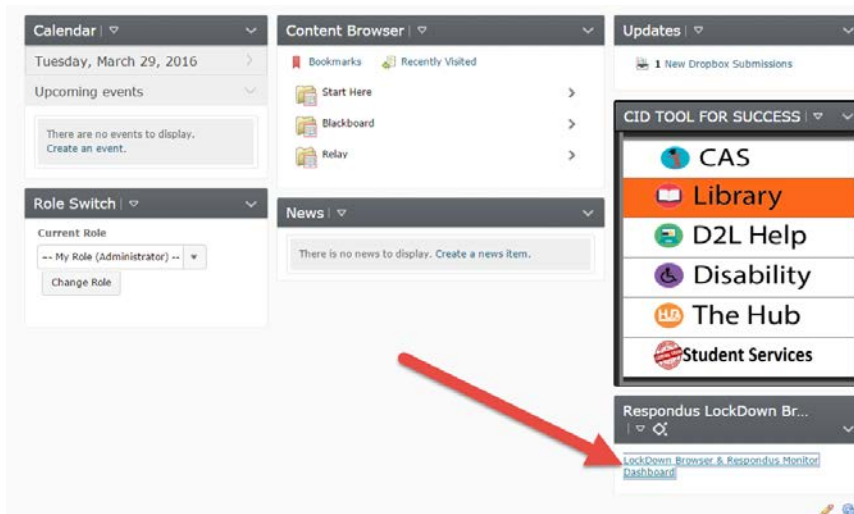 Calendar
Tuesday, March 29, 2016
Upcoming events
There are no events to display.
Create an event.
Role Switch
Current Role
-- My Role (Administrator) --
Change Role
Content Browser
Bookmarks Recently Visited
Start Here
Blackboard
Relay
News
There is no news to display. Create a news item.
Updates
1 New Dropbox Submissions
CID TOOL FOR SUCCESS
CAS
Library
D2L Help
Disability
HUB The Hub
Student Services
Respondus LockDown Br...
LockDown Browser & Respondus Monitor
Dashboard